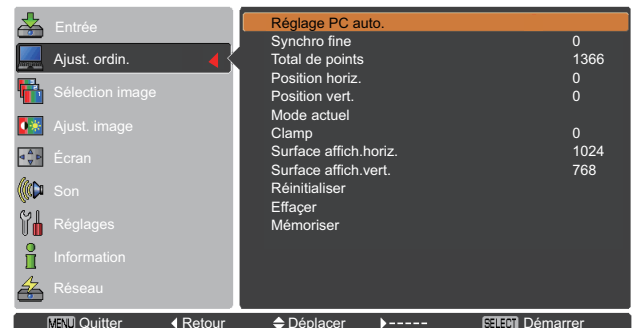 Entrée
Ajust. ordin.
Sélection image
Ajust. image
Écran
Son
Réglages
Information
Réseau
Réglage PC auto.
Synchro fine 0
Total de points 1366
Position horiz. 0
Position vert. 0
Mode actuel
Clamp 0
Surface affich.horiz. 1024
Surface affich.vert. 768
Réinitialiser
Effaçer
Mémoriser
MENU Quitter Retour Déplacer ----- SELECT Démarrer